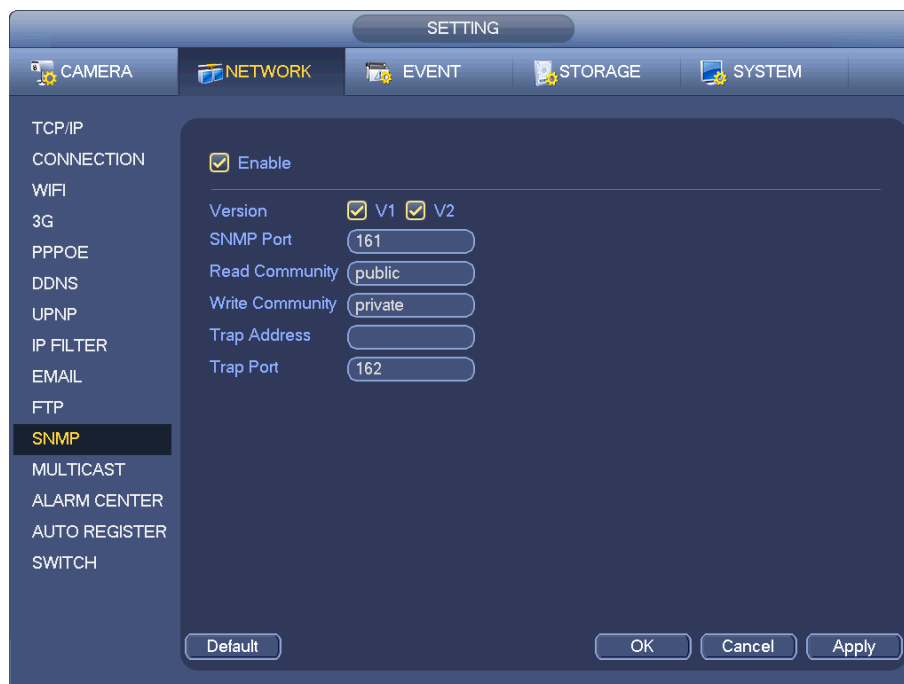 SETTING
CAMERA NETWORK EVENT STORAGE SYSTEM
TCP/IP
CONNECTION
WIFI
3G
PPPOE
DDNS
UPNP
IP FILTER
EMAIL
FTP
SNMP
MULTICAST
ALARM CENTER
AUTO REGISTER
SWITCH
Enable
Version V1 V2
SNMP Port 161
Read Community public
Write Community private
Trap Address
Trap Port 162
Default OK Cancel Apply